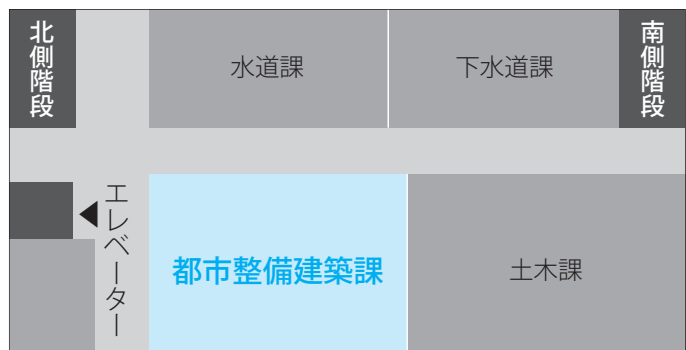 北側階段
水道課
下水道課
南側階段
エレベーター
都市整備建築課
土木課